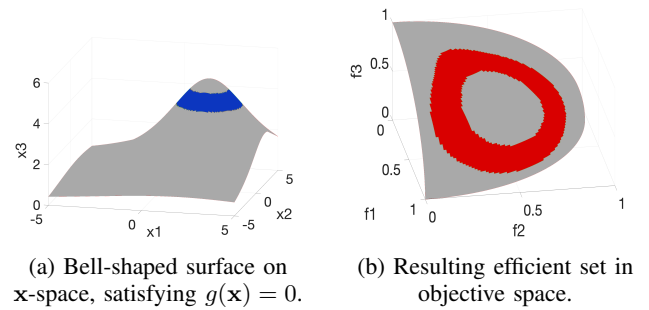 6
4
2
0
x3
-5
0
5
x1
-5
0
5
x2
1
0.5
0
f3
0
0.5
1
f1
0
0.5
1
f2
(a) Bell-shaped surface on
x-space, satisfying g(x) = 0.
(b) Resulting efficient set in
objective space.